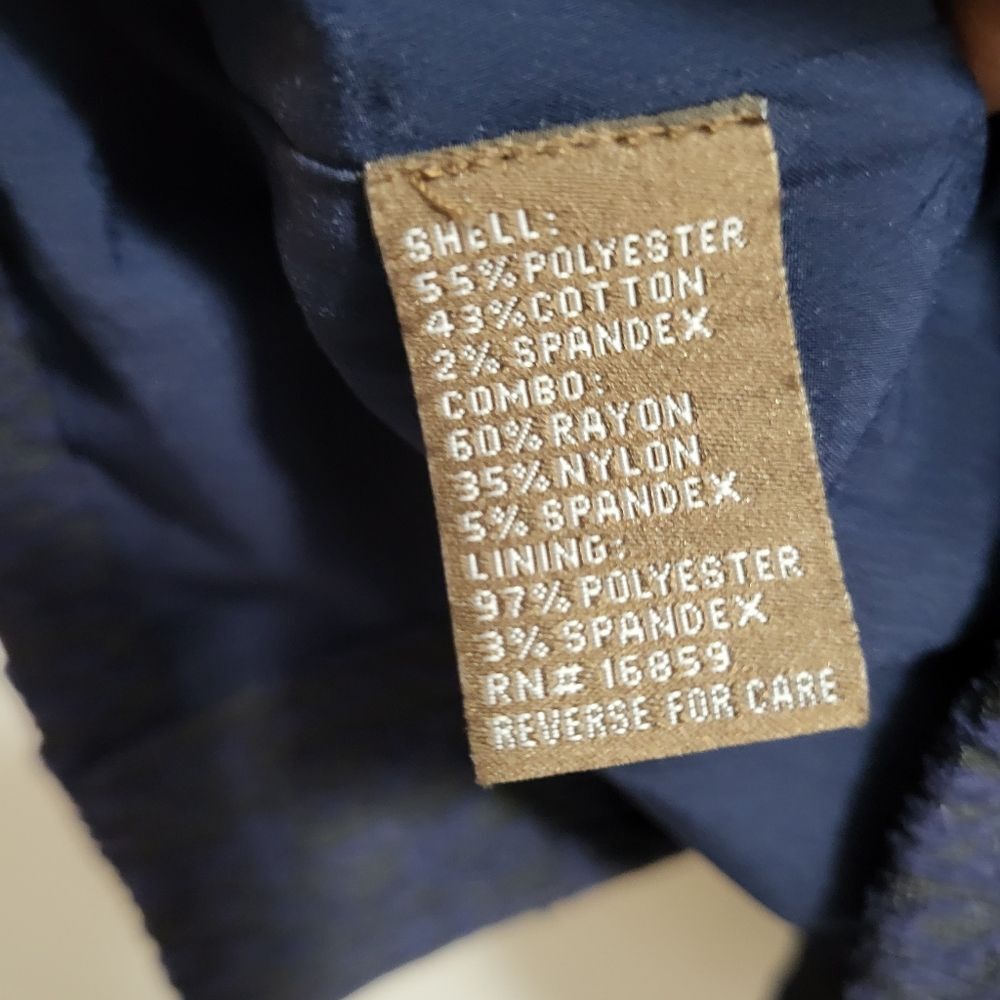 SHELL:
55% POLYESTER
43% COTTON
2% SPANDEX
COMBO:
60% RAYON
35% NYLON
5% SPANDEX
LINING:
97% POLYESTER
3% SPANDEX
RN# 16859
REVERSE FOR CARE